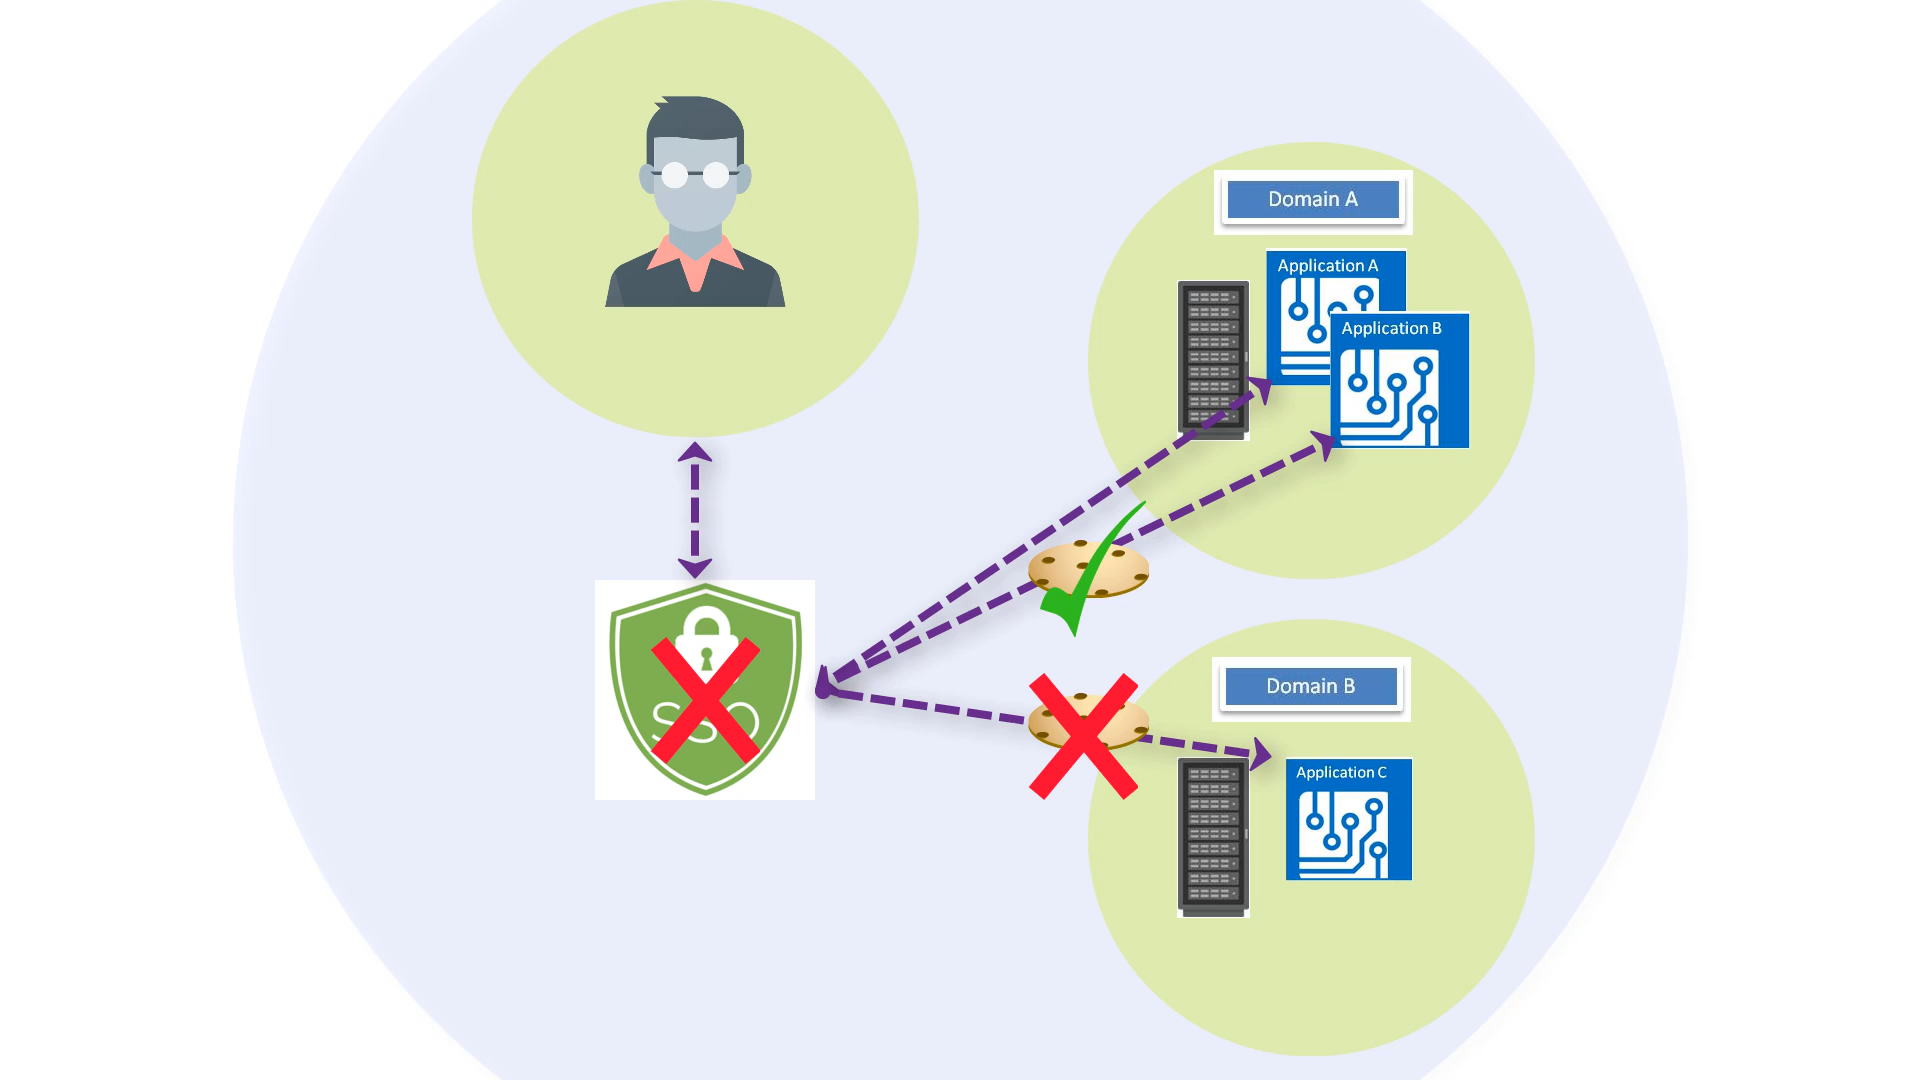 Domain A
Application A
Application B
SSO
Domain B
Application C